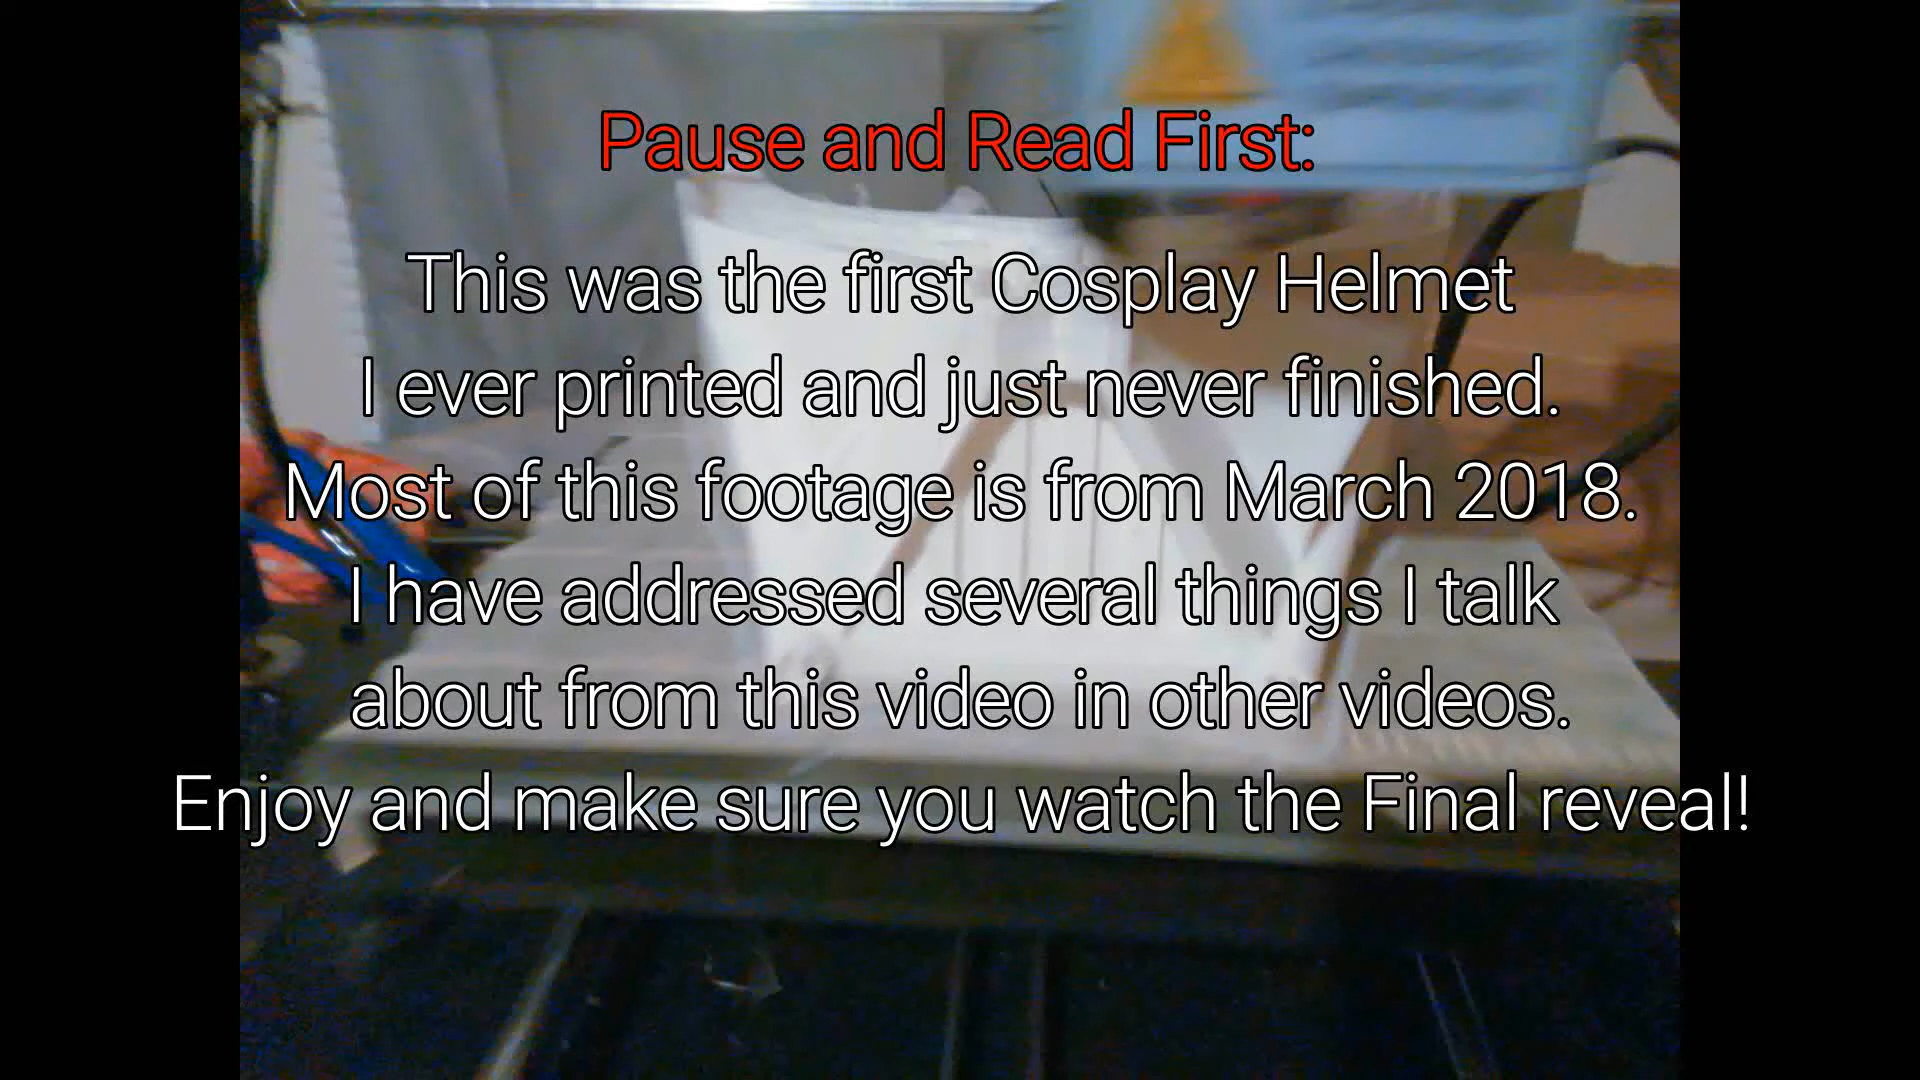 Pause and Read First:
This was the first Cosplay Helmet
I ever printed and just never finished.
Most of this footage is from March 2018.
I have addressed several things I talk
about from this video in other videos.
Enjoy and make sure you watch the Final reveal!